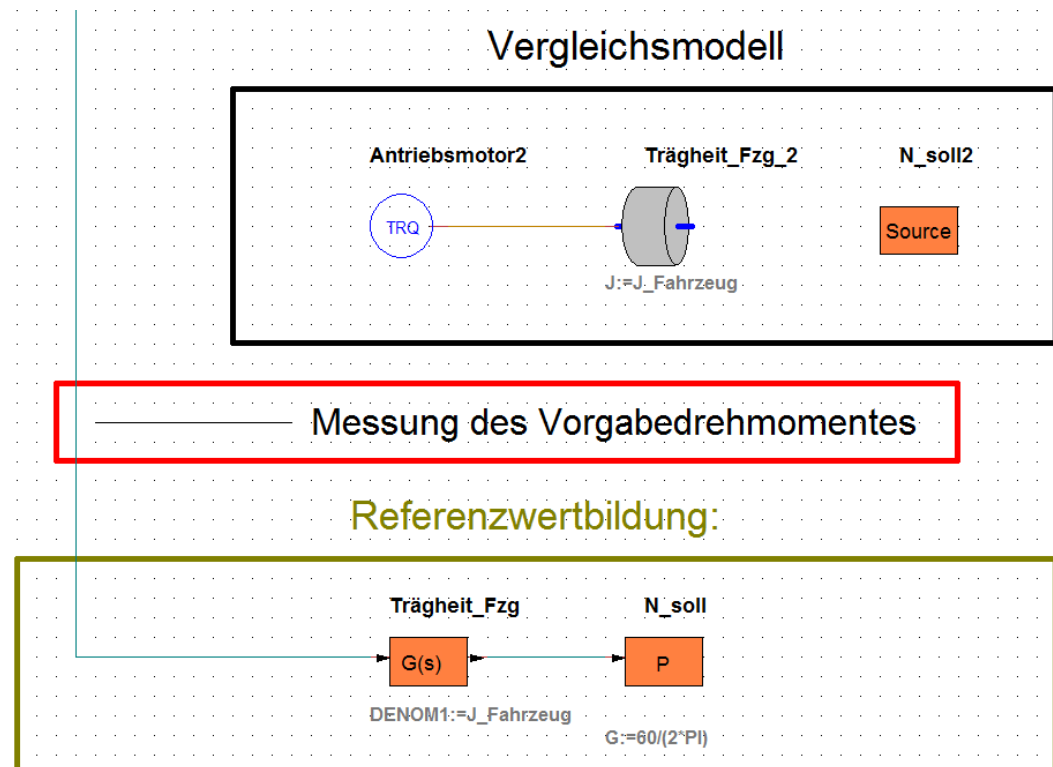 Vergleichsmodell
Antriebsmotor2 Trägheit_Fzg_2 N_soll2
TRQ Source
J:=J_Fahrzeug
Messung des Vorgabedrehmomentes
Referenzwertbildung:
Trägheit_Fzg N_soll
G(s) P
DENOM1:=J_Fahrzeug
G:=60/(2*PI)